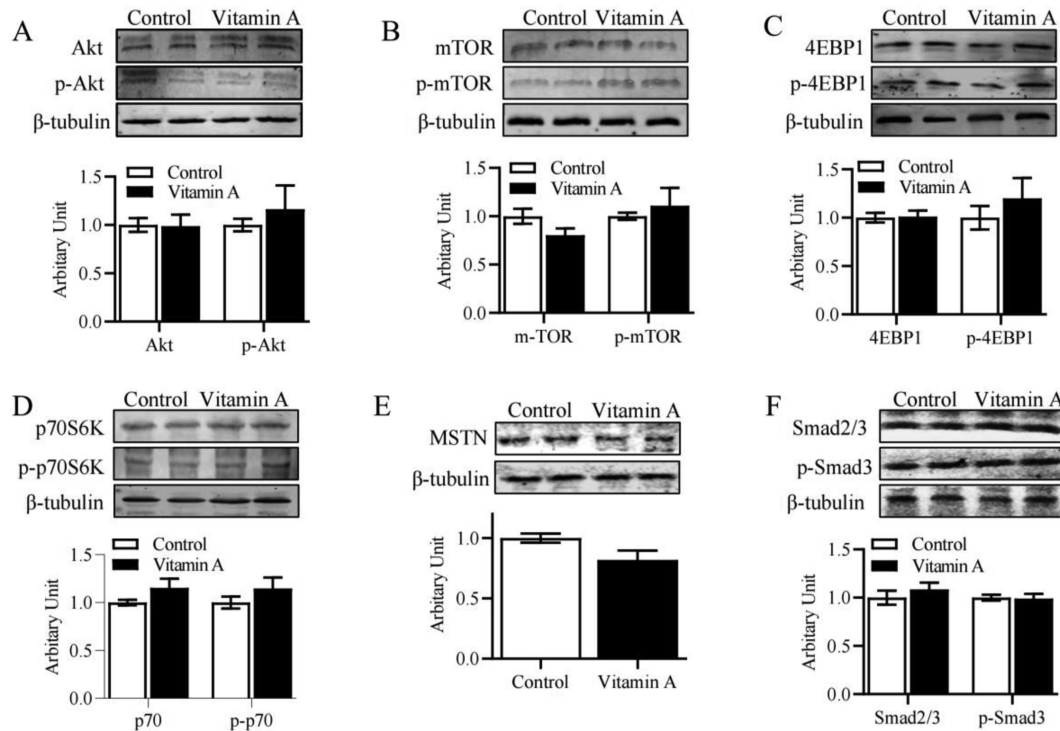 A
Control Vitamin A
Akt
p-Akt
β-tubulin
Control
Vitamin A
Arbitary Unit
1.5
1.0
0.5
0.0
Akt p-Akt
B
Control Vitamin A
mTOR
p-mTOR
β-tubulin
Control
Vitamin A
Arbitary Unit
1.5
1.0
0.5
0.0
m-TOR p-mTOR
C
Control Vitamin A
4EBP1
p-4EBP1
β-tubulin
Control
Vitamin A
Arbitary Unit
1.5
1.0
0.5
0.0
4EBP1 p-4EBP1
D
Control Vitamin A
p70S6K
p-p70S6K
β-tubulin
Control
Vitamin A
Arbitary Unit
1.5
1.0
0.5
0.0
p70 p-p70
E
Control Vitamin A
MSTN
β-tubulin
Arbitary Unit
1.0
0.5
0.0
Control Vitamin A
F
Control Vitamin A
Smad2/3
p-Smad3
β-tubulin
Control
Vitamin A
Arbitary Unit
1.5
1.0
0.5
0.0
Smad2/3 p-Smad3